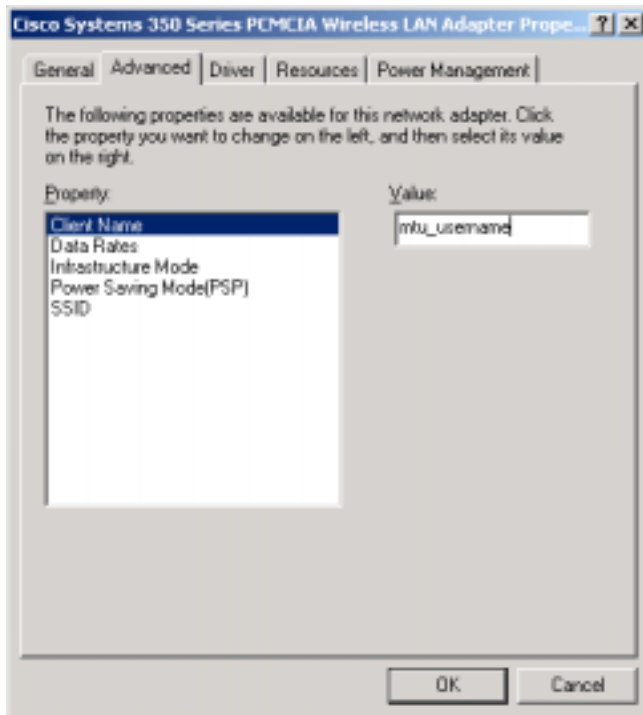 Cisco Systems 350 Series PCMCIA Wireless LAN Adapter Prope...
General Advanced Driver Resources Power Management
The following properties are available for this network adapter. Click
the property you want to change on the left, and then select its value
on the right.
Property:
Value:
Client Name
mtu_username
Data Rates
Infrastructure Mode
Power Saving Mode(PSP)
SSID
OK
Cancel